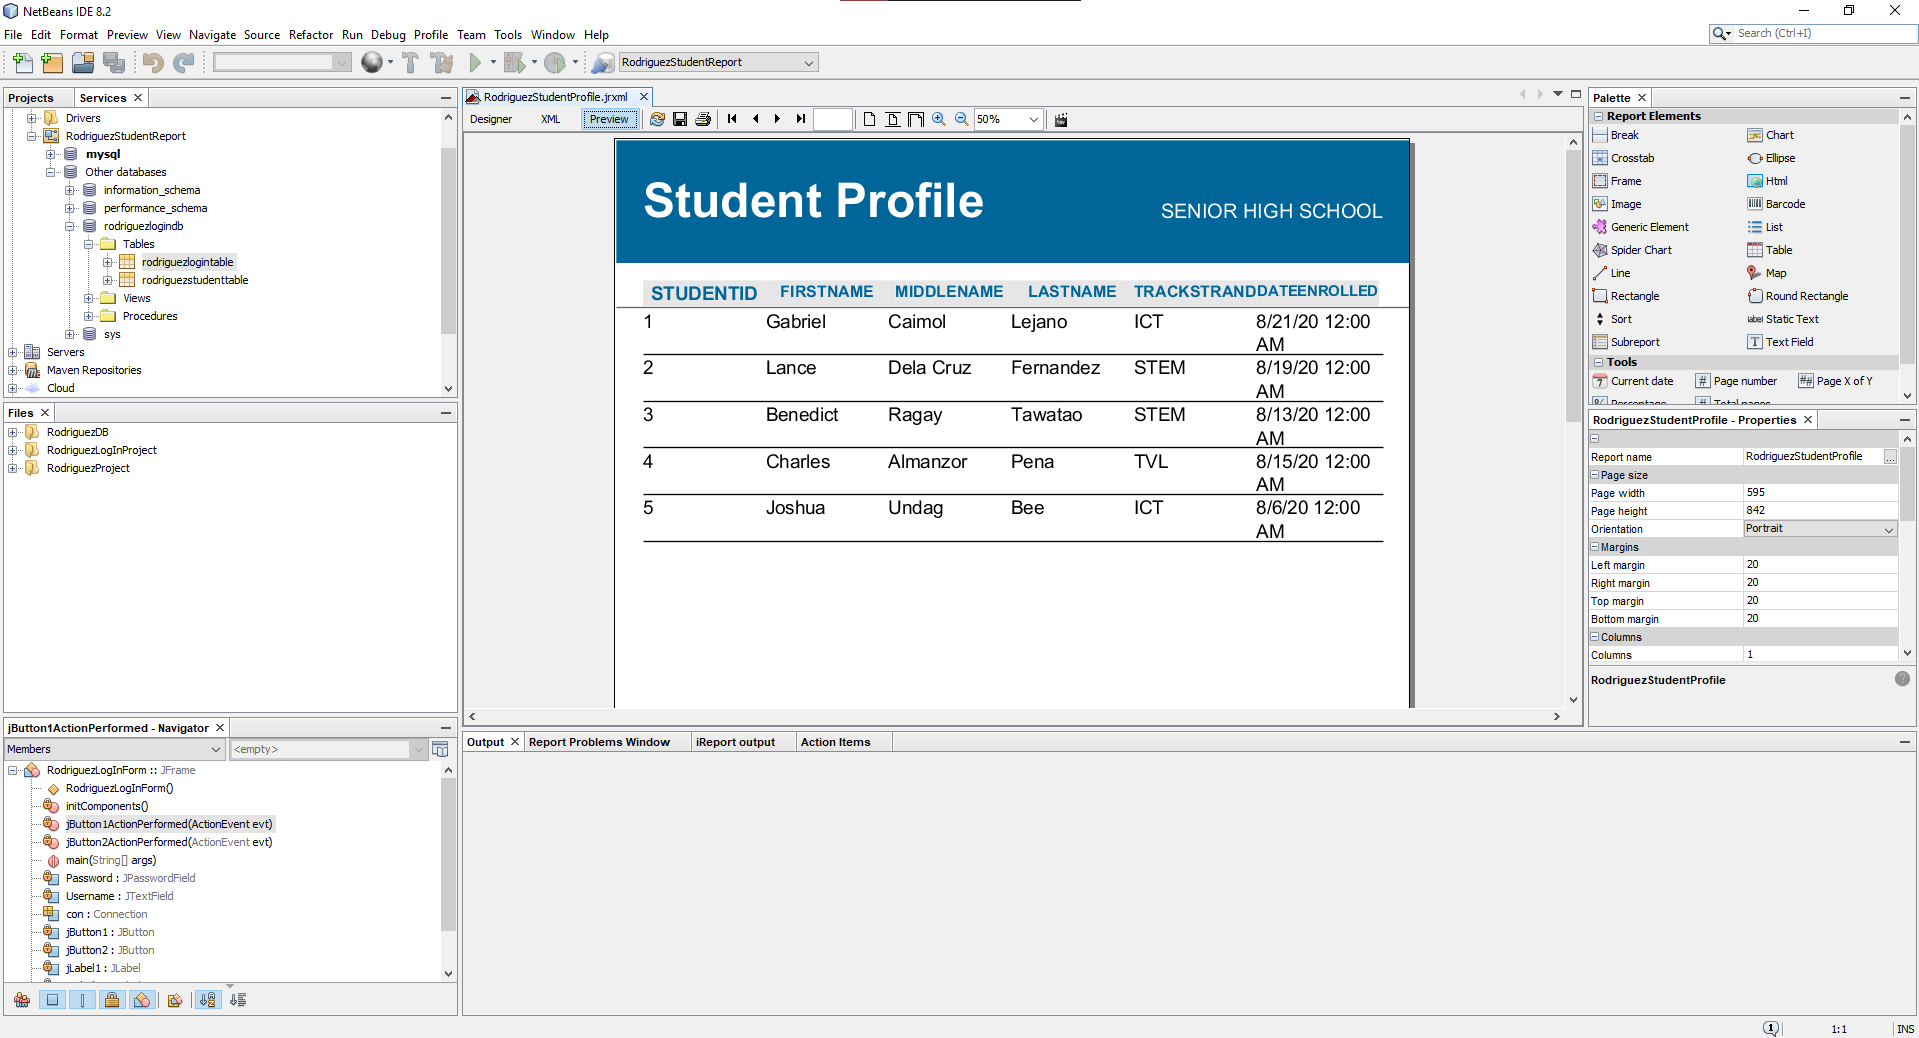 NetBeans IDE 8.2
File Edit Format Preview View Navigate Source Refactor Run Debug Profile Team Tools Window Help
Search (Ctrl+I)
RodriguezStudentReport
Projects Services
Drivers
RodriguezStudentReport
mysql
Other databases
information_schema
performance_schema
rodriguezlogindb
Tables
rodriguezlogintable
rodriguezstudenttable
Views
Procedures
sys
Servers
Maven Repositories
Cloud
Files
RodriguezDB
RodriguezLogInProject
RodriguezProject
jButton1ActionPerformed - Navigator
Members <empty>
RodriguezLogInForm :: JFrame
RodriguezLogInForm()
initComponents()
jButton1ActionPerformed(ActionEvent evt)
jButton2ActionPerformed(ActionEvent evt)
main(String[] args)
Password : JPasswordField
Username : JTextField
con : Connection
jButton1 : JButton
jButton2 : JButton
jLabel1 : JLabel
RodriguezStudentProfile.jrxml
Designer XML Preview 50%
Student Profile
SENIOR HIGH SCHOOL
STUDENTID FIRSTNAME MIDDLENAME LASTNAME TRACKSTRANDDATEENROLLED
1 Gabriel Caimol Lejano ICT 8/21/20 12:00
AM
2 Lance Dela Cruz Fernandez STEM 8/19/20 12:00
AM
3 Benedict Ragay Tawatao STEM 8/13/20 12:00
AM
4 Charles Almanzor Pena TVL 8/15/20 12:00
AM
5 Joshua Undag Bee ICT 8/6/20 12:00
AM
Output Report Problems Window iReport output Action Items
Palette
Report Elements
Break Chart
Crosstab Ellipse
Frame Html
Image Barcode
Generic Element List
Spider Chart Table
Line Map
Rectangle Round Rectangle
Sort label Static Text
Subreport Text Field
Tools
Current date Page number Page X of Y
Percentage Total pages
RodriguezStudentProfile - Properties
Report name RodriguezStudentProfile ...
Page size
Page width 595
Page height 842
Orientation Portrait
Margins
Left margin 20
Right margin 20
Top margin 20
Bottom margin 20
Columns
Columns 1
RodriguezStudentProfile
1 1:1 INS